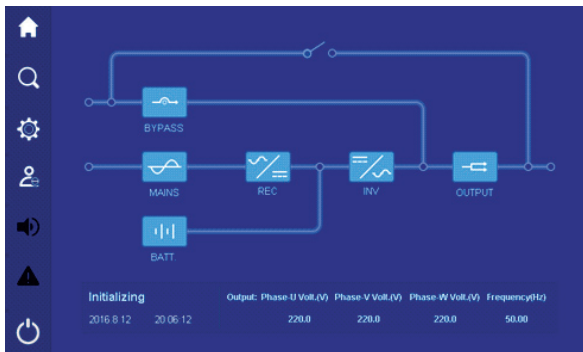 BYPASS
MAINS REC INV OUTPUT
BATT.
Initializing Output: Phase-U Volt.(V) Phase-V Volt.(V) Phase-W Volt.(V) Frequency(Hz)
2016.8.12 20:06:12 220.0 220.0 220.0 50.00